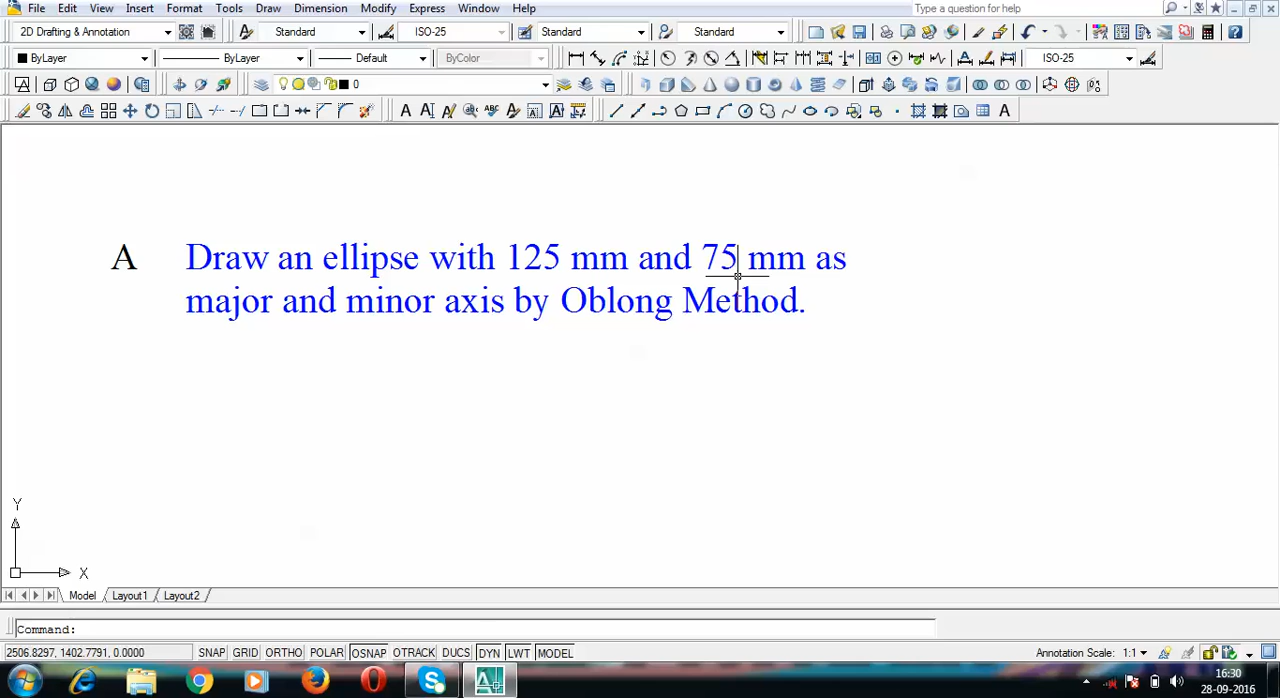 File Edit View Insert Format Tools Draw Dimension Modify Express Window Help Type a question for help
2D Drafting & Annotation Standard ISO-25 Standard Standard
ByLayer ByLayer Default ByColor ISO-25
0
A Draw an ellipse with 125 mm and 75 mm as
major and minor axis by Oblong Method.
Y
X
Model Layout1 Layout2
Command:
2506.8297, 1402.7791, 0.0000 SNAP GRID ORTHO POLAR OSNAP OTRACK DUCS DYN LWT MODEL Annotation Scale: 1:1
16:30
28-09-2016